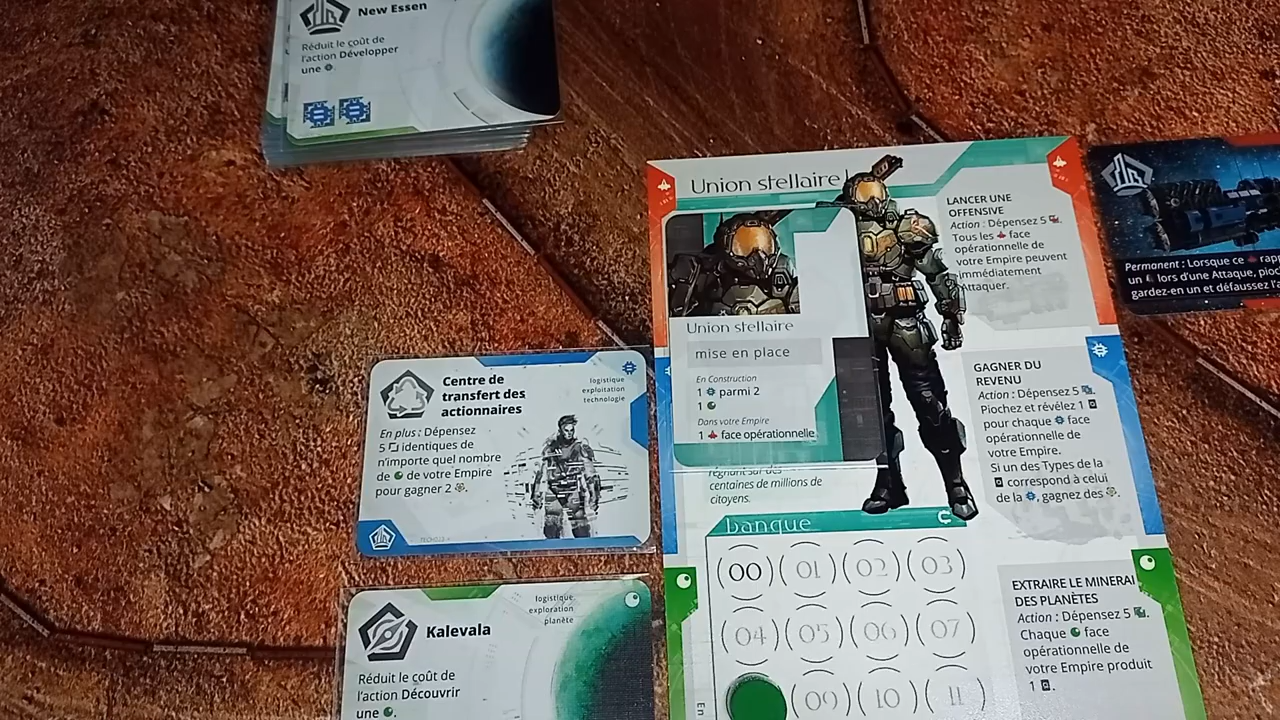 New Essen
Réduit le coût de
l'action Développer
une
Union stellaire
LANCER UNE
OFFENSIVE
Action : Dépensez 5
Tous les face
opérationnelle de
votre Empire peuvent
immédiatement
attaquer.
Permanent : Lorsque ce
un lors d'une Attaque,
gardez-en un et défaussez
Union stellaire
mise en place
En Construction
1 parmi 2
1
Dans votre Empire
1 face opérationnelle
Centre de
transfert des
actionnaires
logistique
exploitation
technologie
En plus : Dépensez
5 identiques de
n'importe quel nombre
de de votre Empire
pour gagner 2
GAGNER DU
REVENU
Action : Dépensez 5
Piochez et révélez 1
pour chaque face
opérationnelle de
votre Empire.
Si un des Types de la
correspond à celui
de la , gagnez des
régnant sur des
centaines de millions de
citoyens.
banque
00 01 02 03
04 05 06 07
09 10 11
En
Kalevala
logistique
exploration
planète
Réduit le coût de
l'action Découvrir
une
EXTRAIRE LE MINERAI
DES PLANÈTES
Action : Dépensez 5
Chaque face
opérationnelle de
votre Empire produit
1